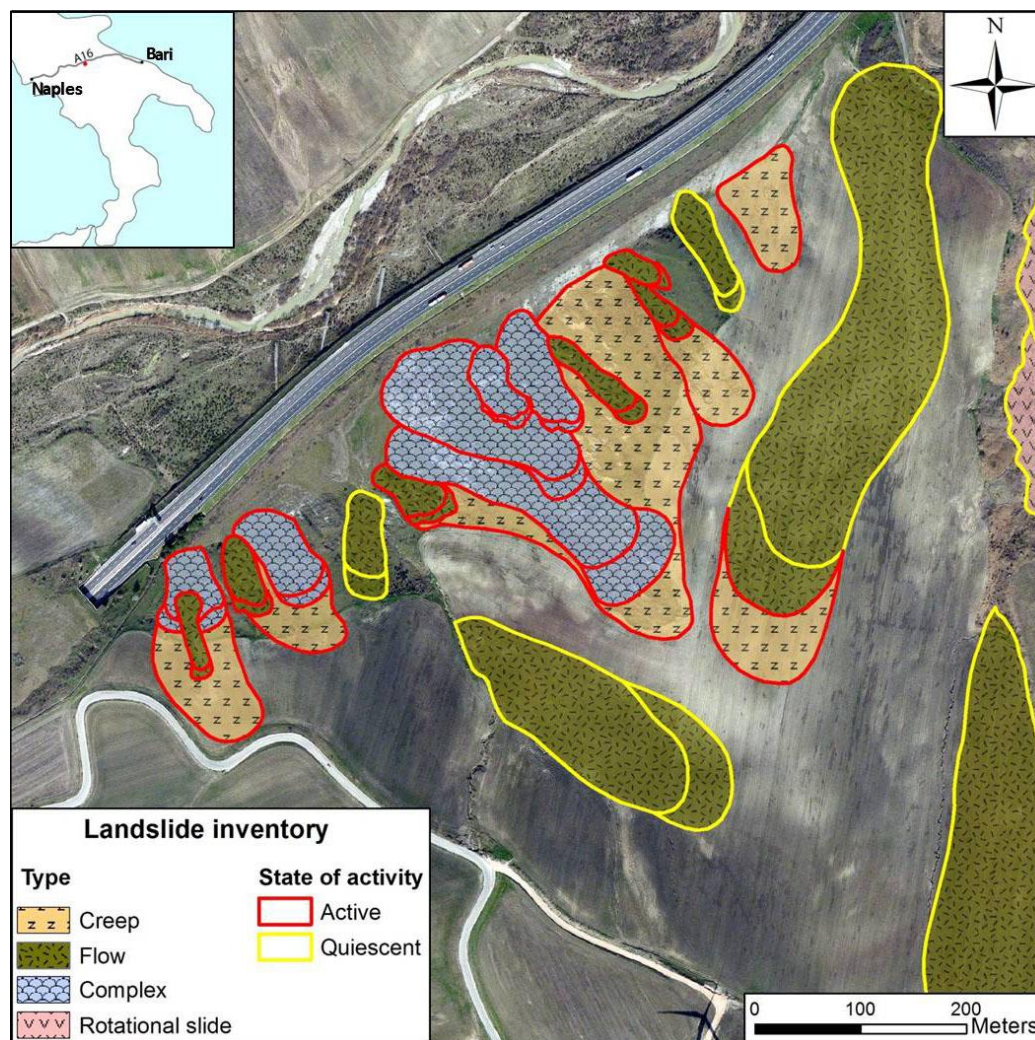 A16
Bari
Naples
N
Landslide inventory
Type
State of activity
Creep
Active
Flow
Quiescent
Complex
Rotational slide
0 100 200
Meters